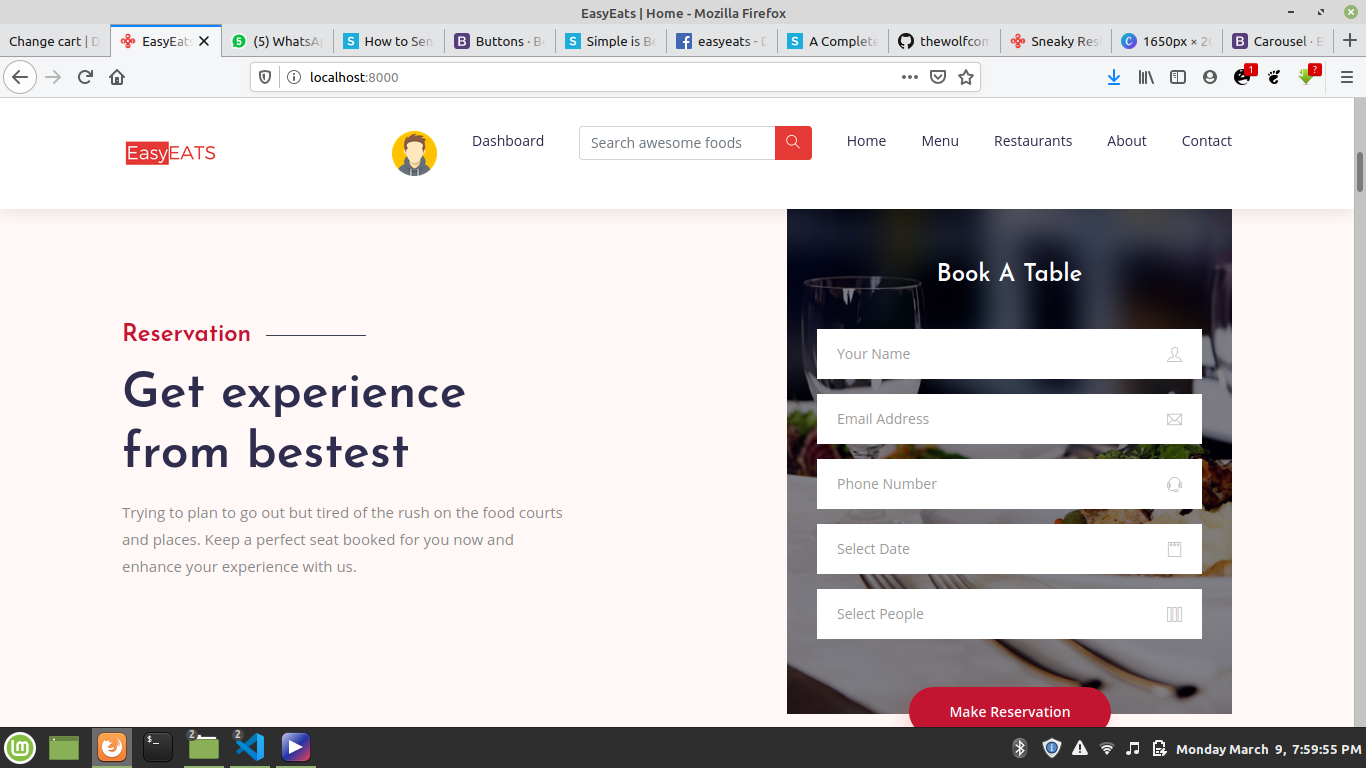 EasyEats | Home - Mozilla Firefox
Change cart | D
EasyEats
(5) WhatsAp
How to Sen
Buttons · Bo
Simple is Be
easyeats - D
A Complete
thewolfcom
Sneaky Res
1650px × 20
Carousel · B
localhost:8000
1
?
EasyEATS
Dashboard
Search awesome foods
Home
Menu
Restaurants
About
Contact
Book A Table
Reservation
Get experience
from bestest
Trying to plan to go out but tired of the rush on the food courts
and places. Keep a perfect seat booked for you now and
enhance your experience with us.
Your Name
Email Address
Phone Number
Select Date
Select People
Make Reservation
2
2
Monday March 9, 7:59:55 PM